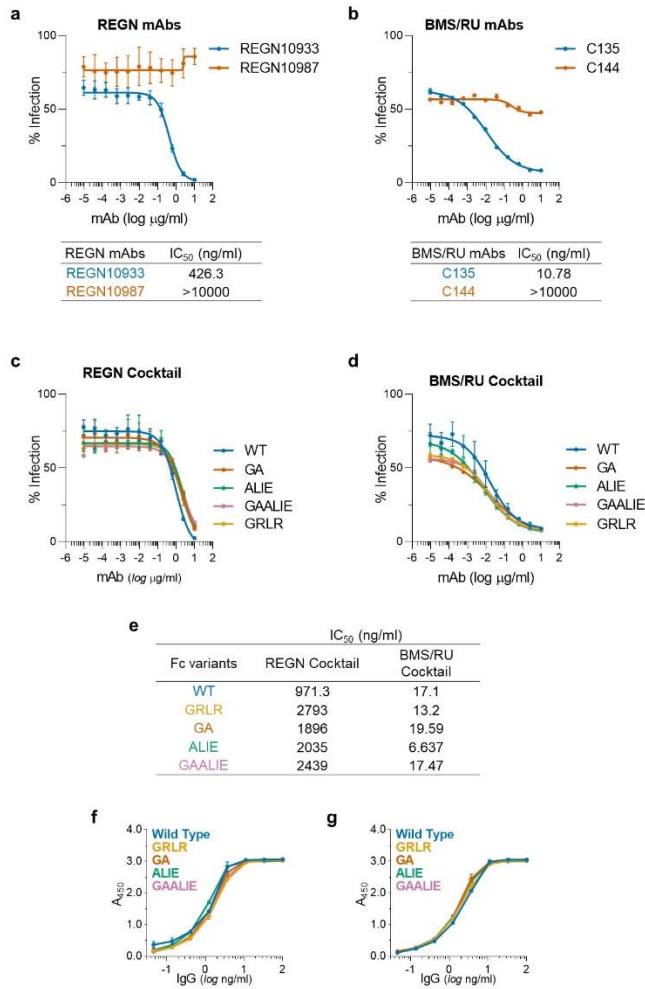 a
REGN mAbs
100
50
0
% Infection
-6 -5 -4 -3 -2 -1 0 1 2
mAb (log μg/ml)
REGN10933
REGN10987
REGN mAbs IC50 (ng/ml)
REGN10933 426.3
REGN10987 >10000
b
BMS/RU mAbs
100
50
0
% Infection
-6 -5 -4 -3 -2 -1 0 1 2
mAb (log μg/ml)
C135
C144
BMS/RU mAbs IC50 (ng/ml)
C135 10.78
C144 >10000
c
REGN Cocktail
100
50
0
% Infection
-6 -5 -4 -3 -2 -1 0 1 2
mAb (log μg/ml)
WT
GA
ALIE
GAALIE
GRLR
d
BMS/RU Cocktail
100
50
0
% Infection
-6 -5 -4 -3 -2 -1 0 1 2
mAb (log μg/ml)
WT
GA
ALIE
GAALIE
GRLR
e
IC50 (ng/ml)
Fc variants REGN Cocktail BMS/RU
Cocktail
WT 971.3 17.1
GRLR 2793 13.2
GA 1896 19.59
ALIE 2035 6.637
GAALIE 2439 17.47
f
Wild Type
GRLR
GA
ALIE
GAALIE
4.0
3.0
2.0
1.0
0.0
A450
-1 0 1 2
IgG (log ng/ml)
g
Wild Type
GRLR
GA
ALIE
GAALIE
4.0
3.0
2.0
1.0
0.0
A450
-1 0 1 2
IgG (log ng/ml)